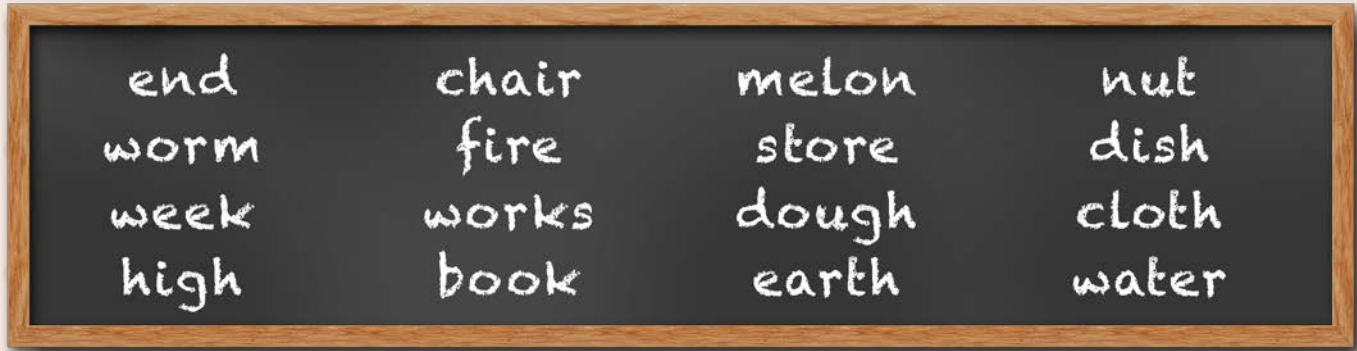 end chair melon nut
worm fire store dish
week works dough cloth
high book earth water